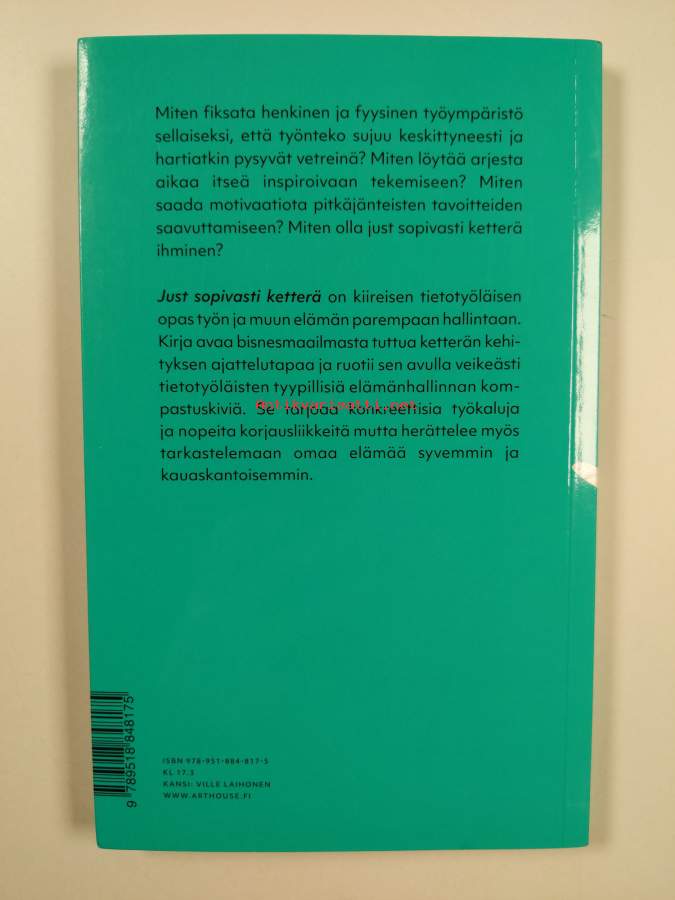 Miten fiksata henkinen ja fyysinen työympäristö
sellaiseksi, että työnteko sujuu keskittyneesti ja
hartiatkin pysyvät vetreinä? Miten löytää arjesta
aikaa itseä inspiroivaan tekemiseen? Miten
saada motivaatiota pitkäjänteisten tavoitteiden
saavuttamiseen? Miten olla just sopivasti ketterä
ihminen?
Just sopivasti ketterä on kiireisen tietotyöläisen
opas työn ja muun elämän parempaan hallintaan.
Kirja avaa bisnesmaailmasta tuttua ketterän kehi-
tyksen ajattelutapaa ja ruotii sen avulla veikeästi
tietotyöläisten tyypillisiä elämänhallinnan kom-
pastuskiviä. Se tarjoaa konkreettisia työkaluja
Antikvariaatti.net
ja nopeita korjausliikkeitä mutta herättelee myös
tarkastelemaan omaa elämää syvemmin ja
kauaskantoisemmin.
9 789518 848175
ISBN 978-951-884-817-5
KL 17.3
KANSI: VILLE LAIHONEN
WWW.ARTHOUSE.FI